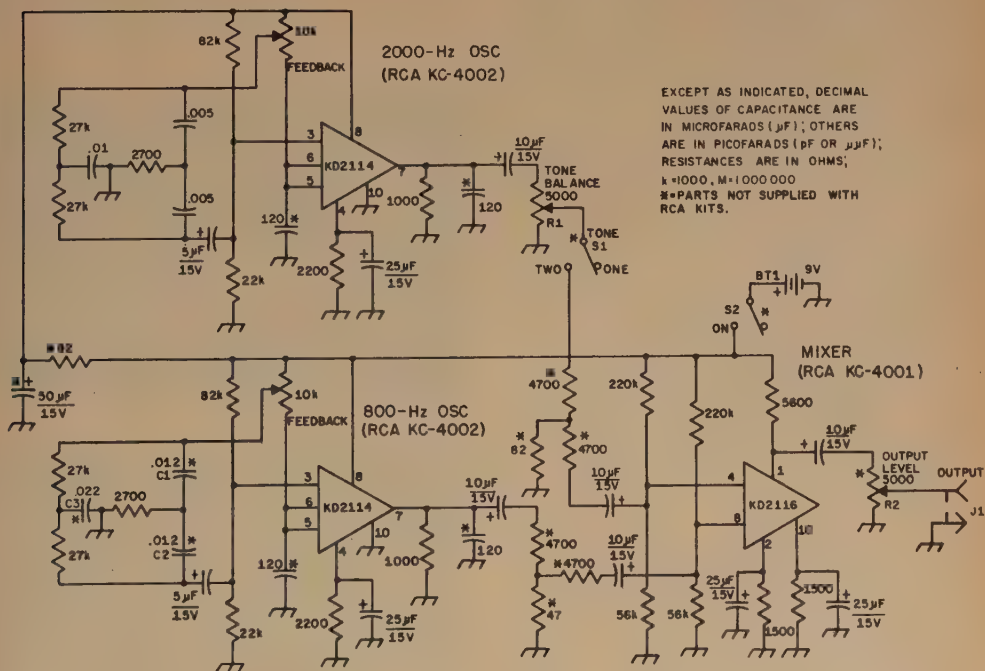 82k
10k
2000-Hz OSC
(RCA KC-4002)
FEEDBACK
EXCEPT AS INDICATED, DECIMAL
VALUES OF CAPACITANCE ARE
IN MICROFARADS (µF); OTHERS
ARE IN PICOFARADS (pF OR µµF);
RESISTANCES ARE IN OHMS;
k=1000, M=1000 000
*=PARTS NOT SUPPLIED WITH
RCA KITS.
27k
.005
.01
2700
27k
.005
3
8
6
KD2114
5
7
10
4
5µF
15V
120 *
22k
2200
+
25µF
15V
1000
*
120
10µF
15V
TONE
BALANCE
5000
R1
* TONE
S1
TWO
ONE
BT1
9V
+
S2
*
ON
MIXER
(RCA KC-4001)
82
+
50µF
15V
82k
10k
FEEDBACK
800-Hz OSC
(RCA KC-4002)
4700
220k
220k
5600
*
82
*
4700
27k
.012 *
C1
.022
C3
*
2700
.012 *
C2
27k
3
8
6
KD2114
5
7
10
4
5µF
15V
120 *
22k
2200
+
25µF
15V
1000
*
120
10µF
15V
*
4700
*4700
*
47
10µF
15V
10µF
15V
56k
56k
4
1
KD2116
8
2
10µF
15V
OUTPUT
LEVEL
5000
*
R2
OUTPUT
J1
25µF
15V
1500
1500
+
25µF
15V